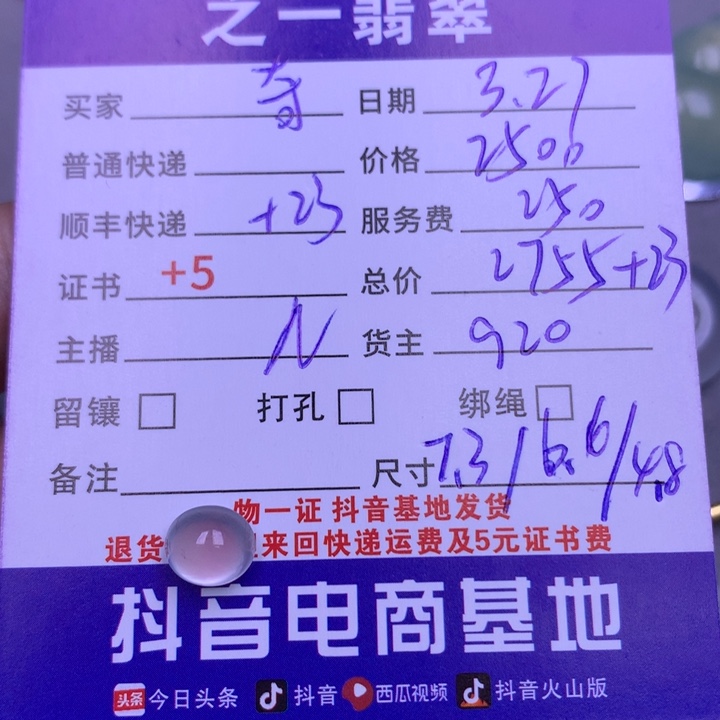 之一翡翠
买家 日期 3.27
普通快递 价格 2500
顺丰快递 +23 服务费 250
证书 +5 总价 2755+23
主播 N 货主 920
留镶 打孔 绑绳
备注 尺寸 7.3/6.6/4.8
物一证 抖音基地发货
退货 来回快递运费及5元证书费
抖音电商基地
头条 今日头条 抖音 西瓜视频 抖音火山版